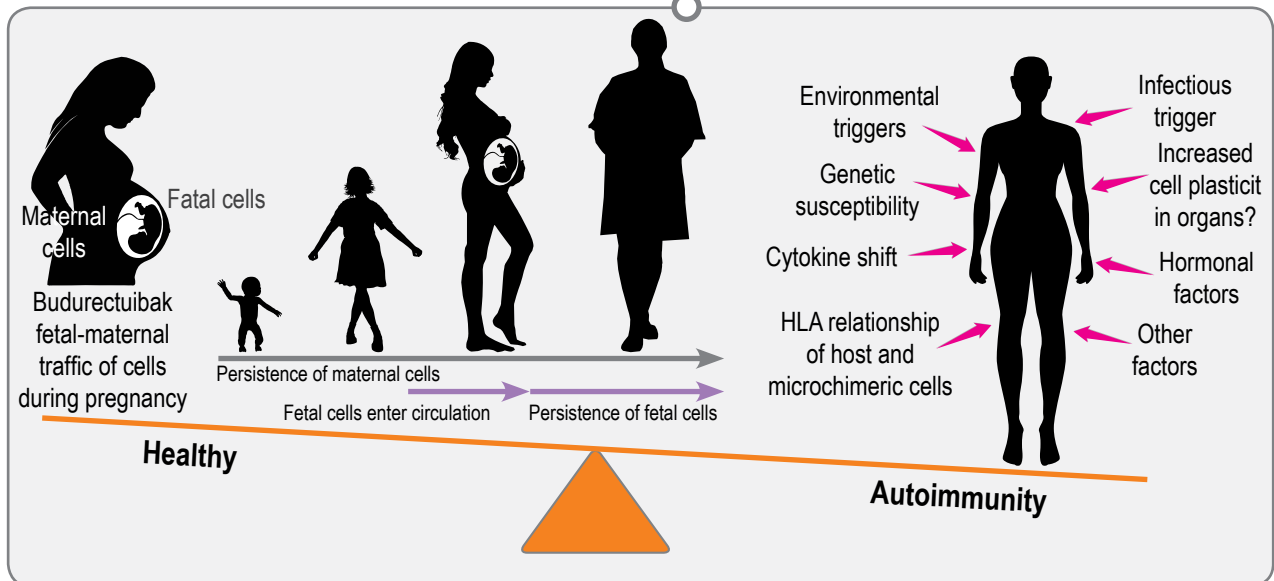 Fatal cells
Maternal
cells
Budurectuibak
fetal-maternal
traffic of cells
during pregnancy
Persistence of maternal cells
Fetal cells enter circulation
Persistence of fetal cells
Healthy
Environmental
triggers
Genetic
susceptibility
Cytokine shift
HLA relationship
of host and
microchimeric cells
Infectious
trigger
Increased
cell plasticit
in organs?
Hormonal
factors
Other
factors
Autoimmunity